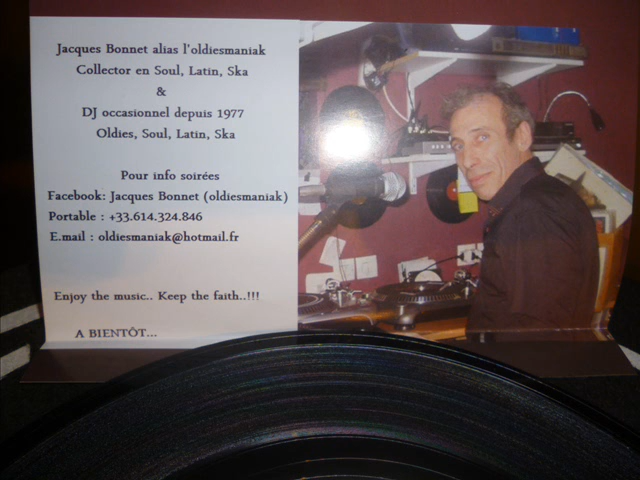 Jacques Bonnet alias l'oldiesmaniak
Collector en Soul, Latin, Ska
&
DJ occasionnel depuis 1977
Oldies, Soul, Latin, Ska
Pour info soirées
Facebook: Jacques Bonnet (oldiesmaniak)
Portable : +33.614.324.846
E.mail : oldiesmaniak@hotmail.fr
Enjoy the music.. Keep the faith..!!!
A BIENTÔT...